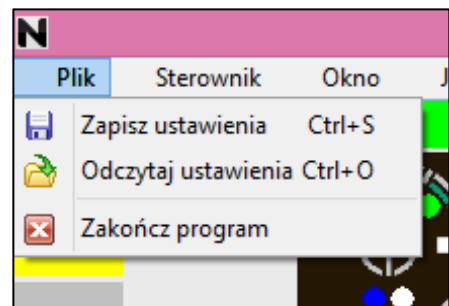 N
Plik Sterownik Okno J
Zapisz ustawienia Ctrl+S
Odczytaj ustawienia Ctrl+O
Zakończ program